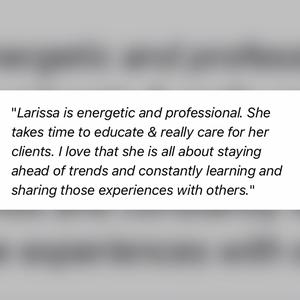 "Larissa is energetic and professional. She
takes time to educate & really care for her
clients. I love that she is all about staying
ahead of trends and constantly learning and
sharing those experiences with others."